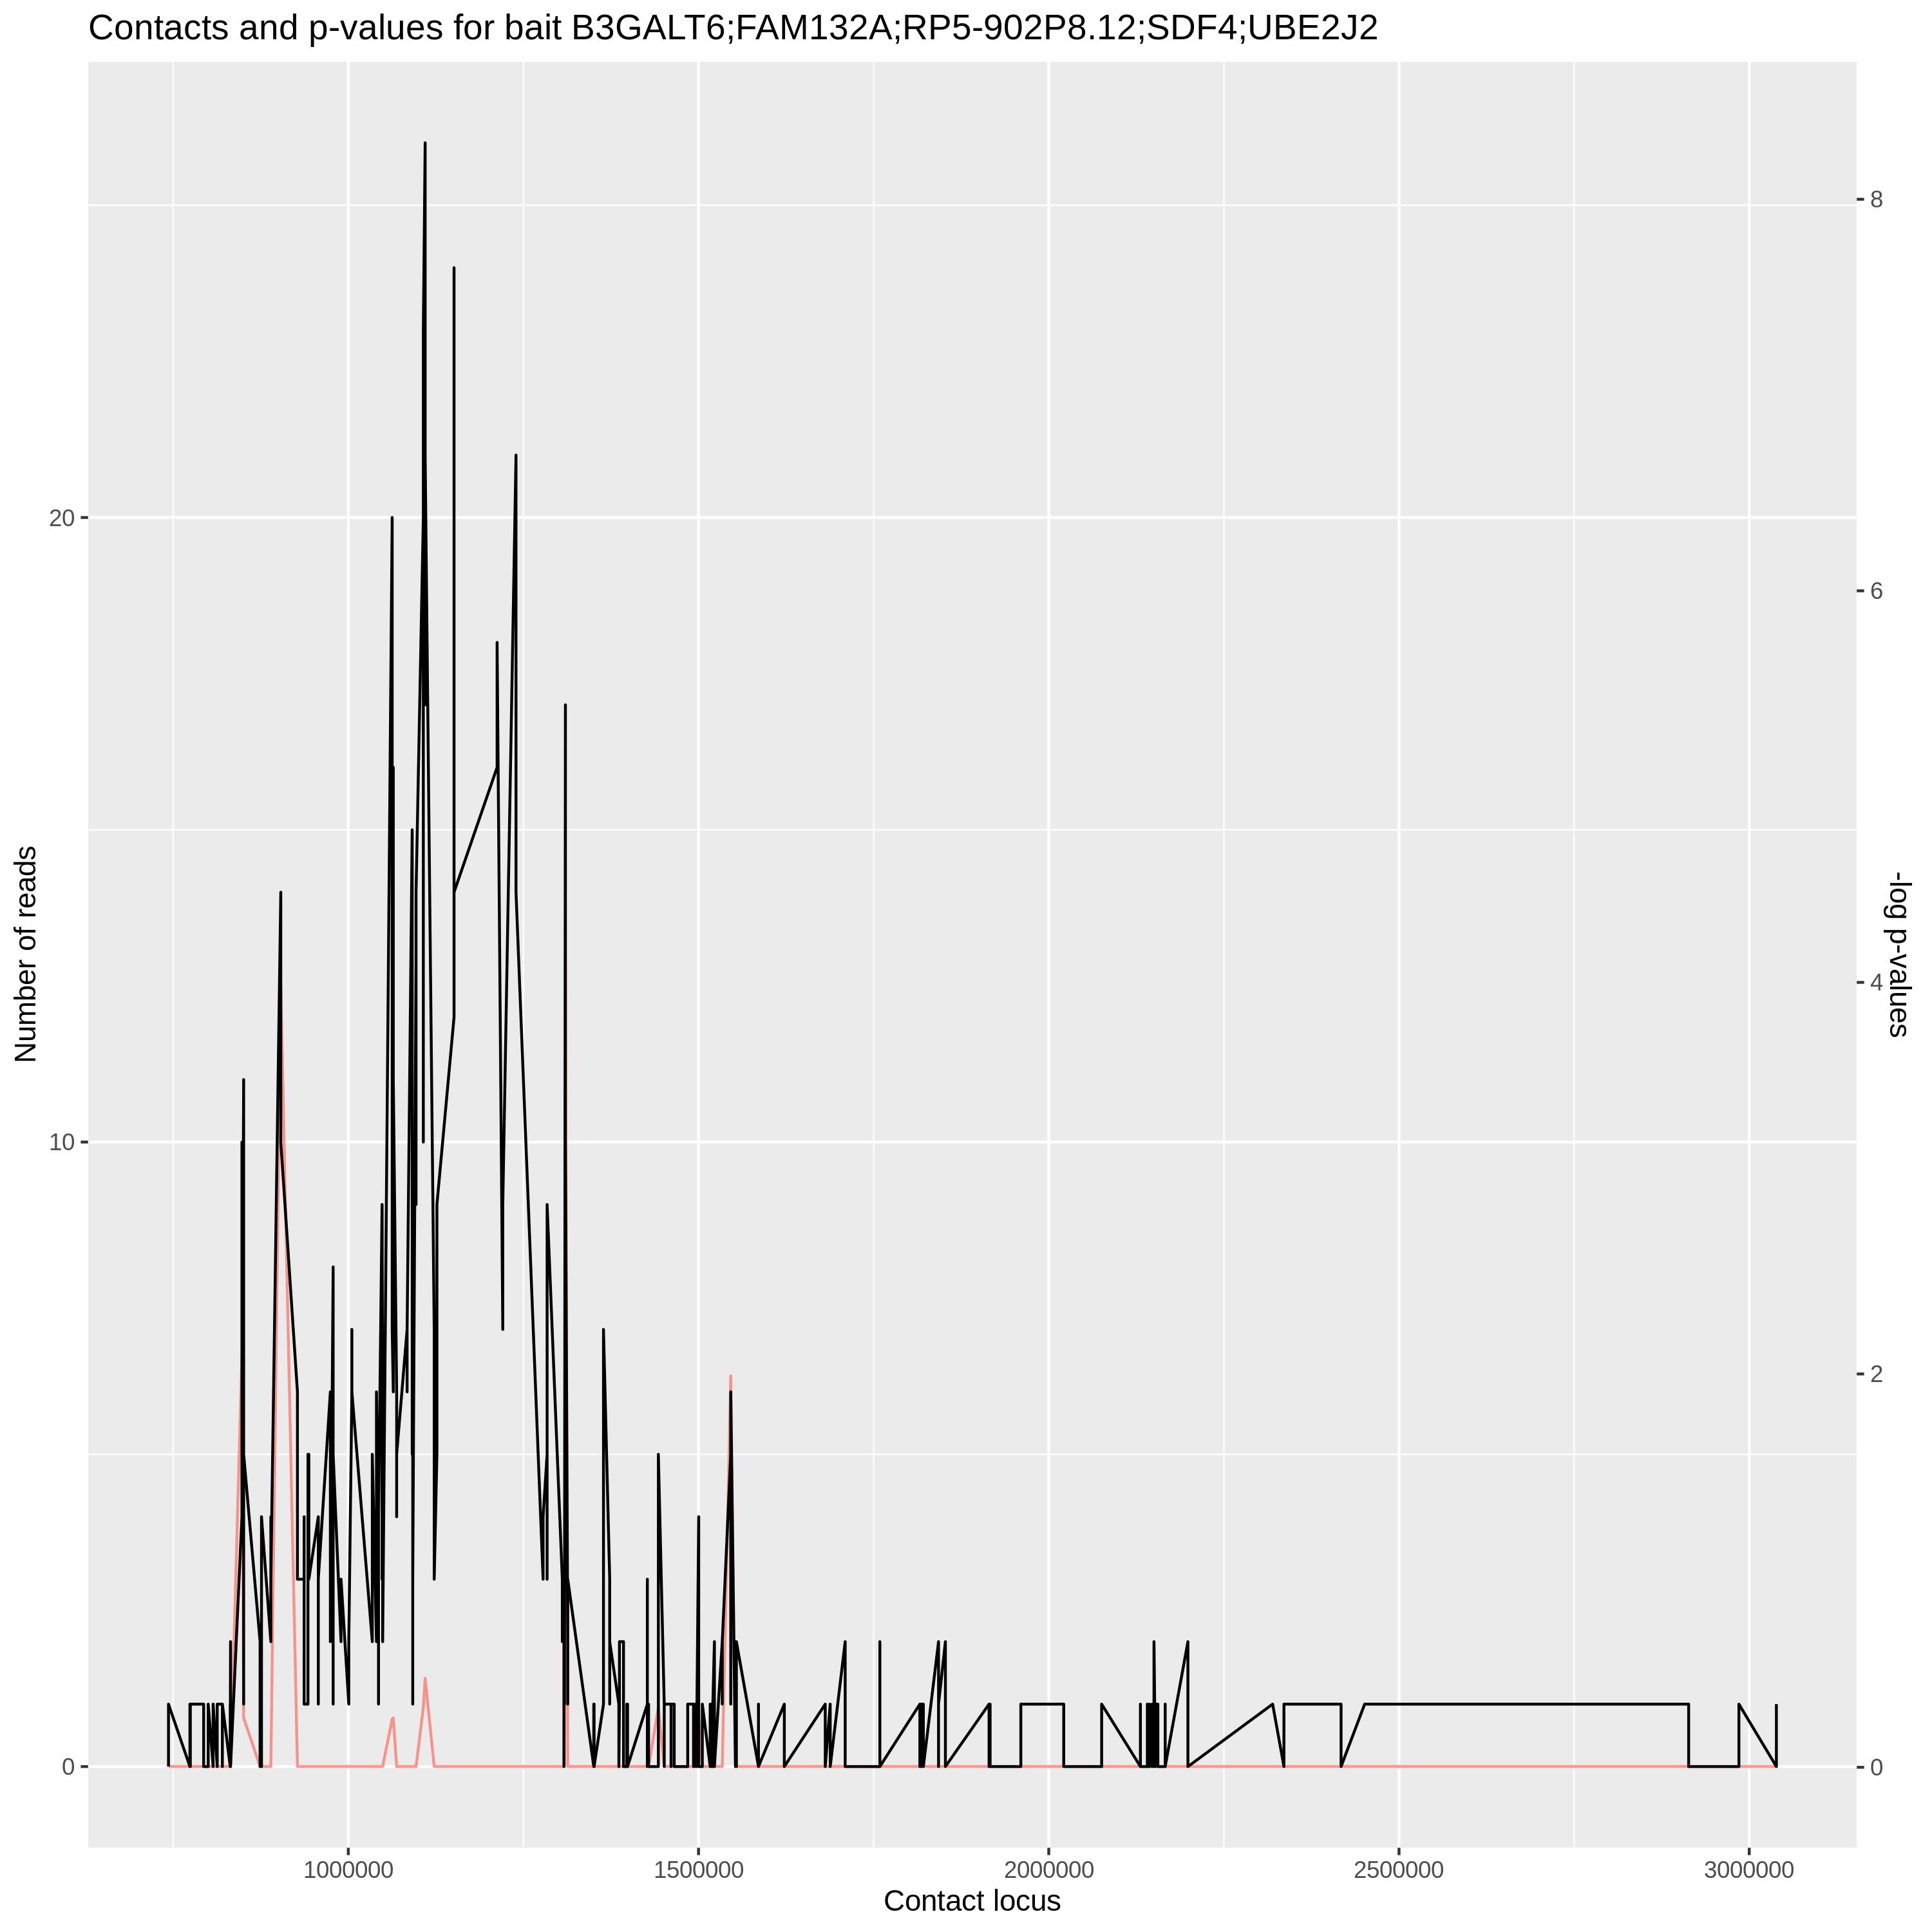 Contacts and p-values for bait B3GALT6;FAM132A;RP5-902P8.12;SDF4;UBE2J2
Number of reads
20
10
0
8
6
4
2
0
-log p-values
1000000 1500000 2000000 2500000 3000000
Contact locus